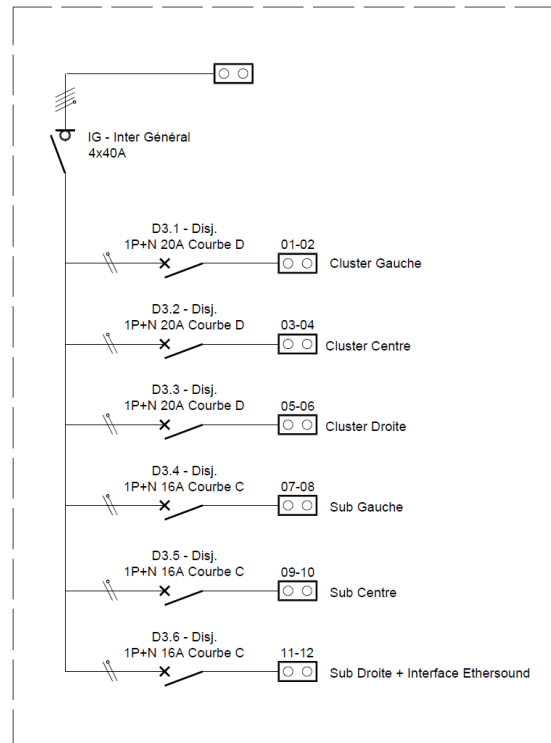 IG - Inter Général
4x40A
D3.1 - Disj.
1P+N 20A Courbe D
01-02
Cluster Gauche
D3.2 - Disj.
1P+N 20A Courbe D
03-04
Cluster Centre
D3.3 - Disj.
1P+N 20A Courbe D
05-06
Cluster Droite
D3.4 - Disj.
1P+N 16A Courbe C
07-08
Sub Gauche
D3.5 - Disj.
1P+N 16A Courbe C
09-10
Sub Centre
D3.6 - Disj.
1P+N 16A Courbe C
11-12
Sub Droite + Interface Ethersound